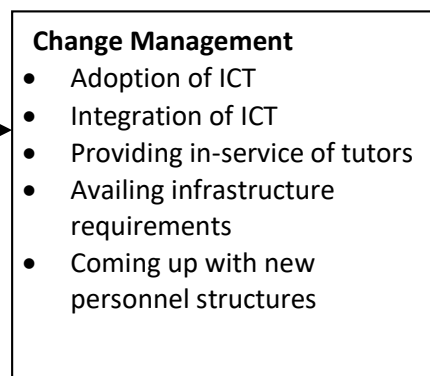 Change Management
• Adoption of ICT
• Integration of ICT
• Providing in-service of tutors
• Availing infrastructure
requirements
• Coming up with new
personnel structures